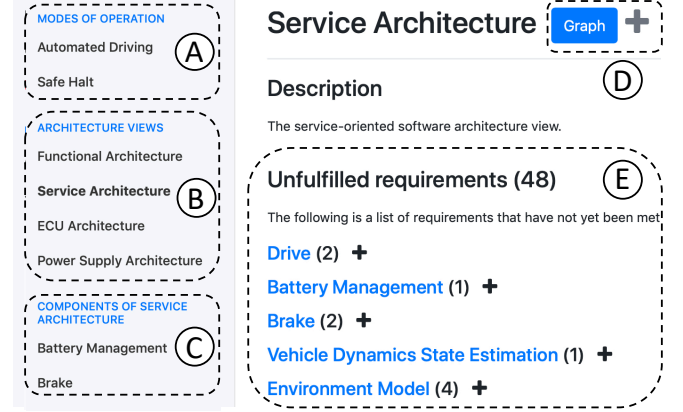 MODES OF OPERATION
Automated Driving
Safe Halt
A
ARCHITECTURE VIEWS
Functional Architecture
Service Architecture
ECU Architecture
Power Supply Architecture
B
COMPONENTS OF SERVICE
ARCHITECTURE
Battery Management
Brake
C
Service Architecture
Graph
D
Description
The service-oriented software architecture view.
Unfulfilled requirements (48)
E
The following is a list of requirements that have not yet been met
Drive (2) +
Battery Management (1) +
Brake (2) +
Vehicle Dynamics State Estimation (1) +
Environment Model (4) +